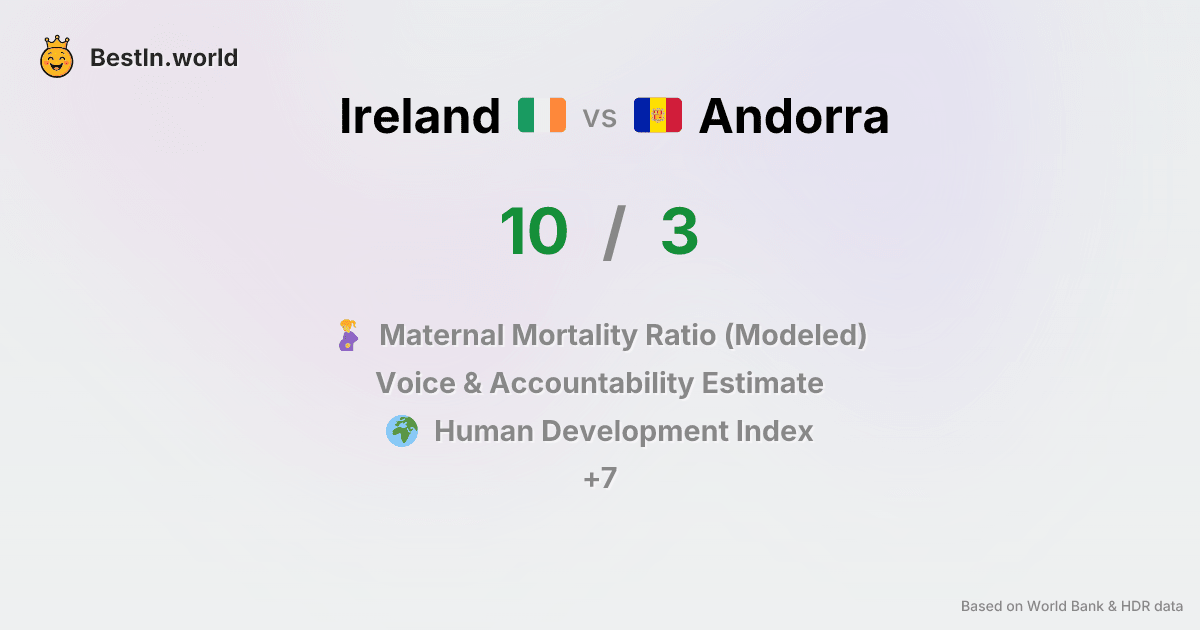 BestIn.world
Ireland vs Andorra
10 / 3
Maternal Mortality Ratio (Modeled)
Voice & Accountability Estimate
Human Development Index
+7
Based on World Bank & HDR data